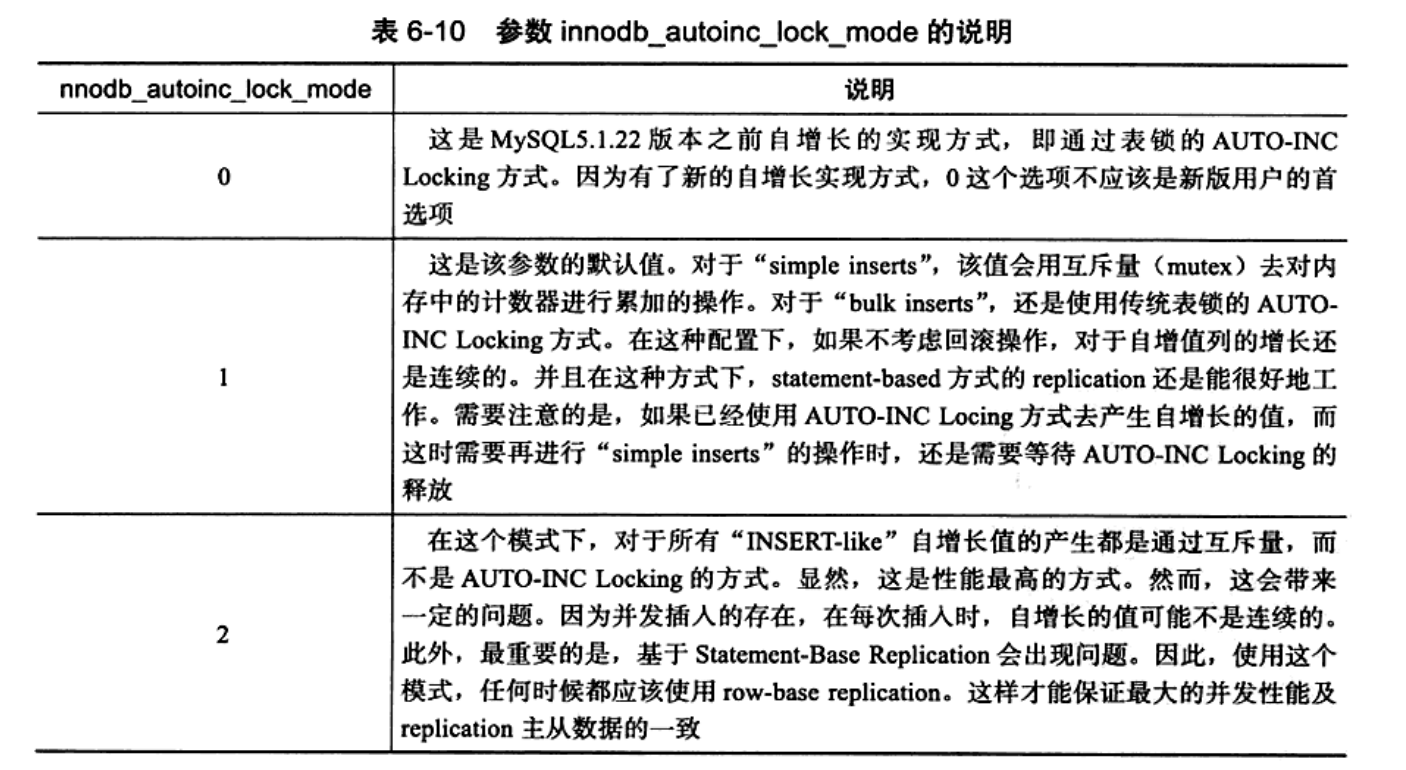 表 6-10 参数 innodb_autoinc_lock_mode 的说明
nnodb_autoinc_lock_mode
说明
0
这是 MySQL5.1.22 版本之前自增长的实现方式，即通过表锁的 AUTO-INC
Locking 方式。因为有了新的自增长实现方式，0 这个选项不应该是新版用户的首
选项
1
这是该参数的默认值。对于“simple inserts”，该值会用互斥量（mutex）去对内
存中的计数器进行累加的操作。对于“bulk inserts”，还是使用传统表锁的 AUTO-
INC Locking 方式。在这种配置下，如果不考虑回滚操作，对于自增值列的增长还
是连续的。并且在这种方式下，statement-based 方式的 replication 还是能很好地工
作。需要注意的是，如果已经使用 AUTO-INC Locing 方式去产生自增长的值，而
这时需要再进行“simple inserts”的操作时，还是需要等待 AUTO-INC Locking 的
释放
2
在这个模式下，对于所有“INSERT-like”自增长值的产生都是通过互斥量，而
不是 AUTO-INC Locking 的方式。显然，这是性能最高的方式。然而，这会带来
一定的问题。因为并发插人的存在，在每次插入时，自增长的值可能不是连续的。
此外，最重要的是，基于 Statement-Base Replication 会出现问题。因此，使用这个
模式，任何时候都应该使用 row-base replication。这样才能保证最大的并发性能及
replication 主从数据的一致